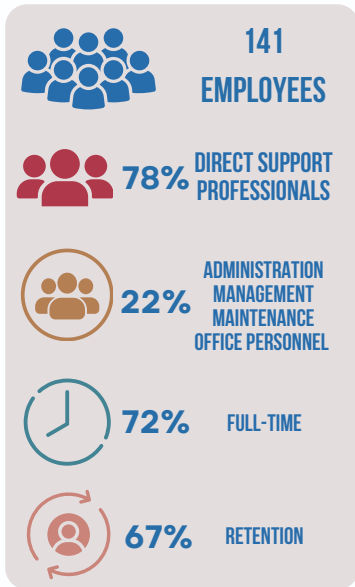 141
EMPLOYEES
78% DIRECT SUPPORT
PROFESSIONALS
22%
ADMINISTRATION
MANAGEMENT
MAINTENANCE
OFFICE PERSONNEL
72% FULL-TIME
67% RETENTION